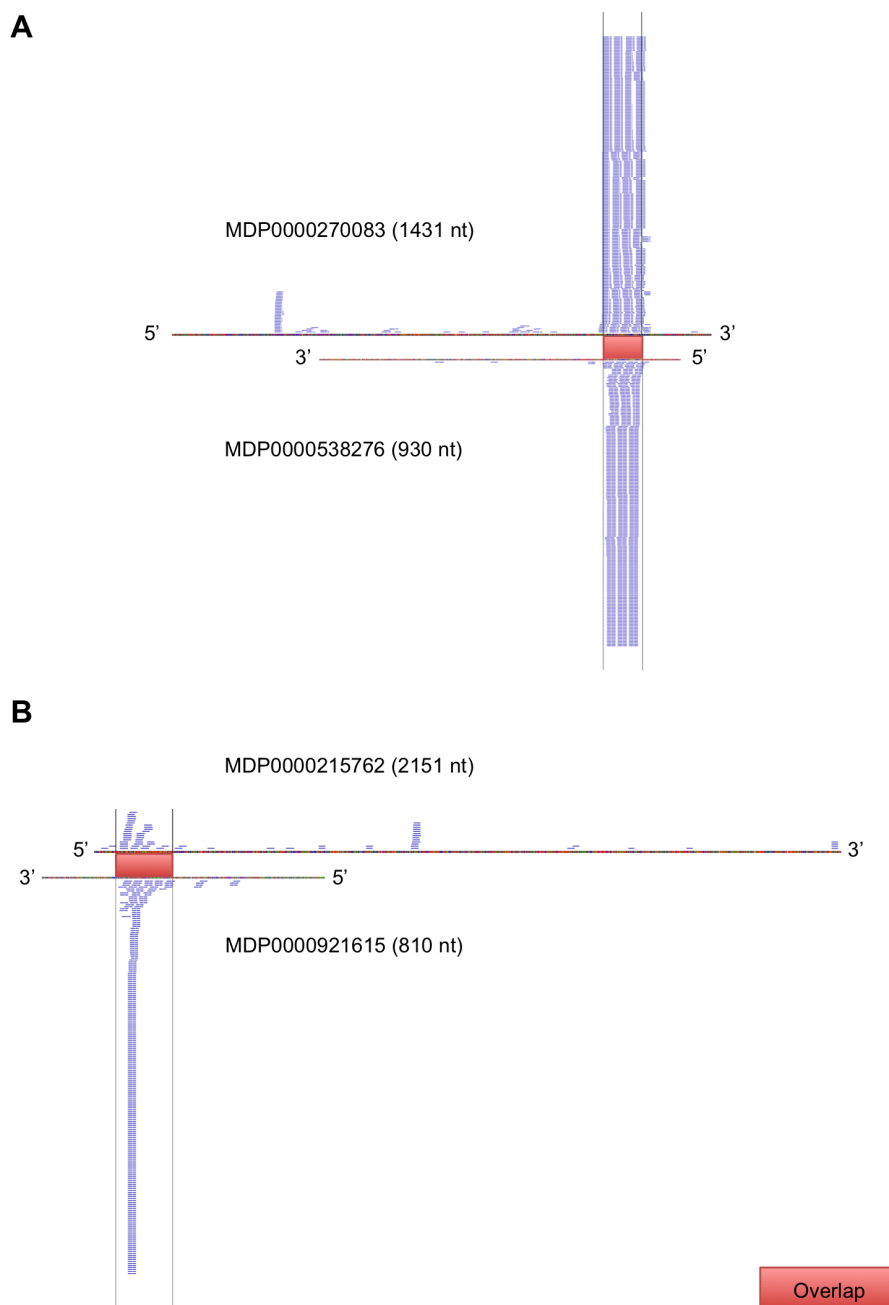 A
MDP0000270083 (1431 nt)
5’ 3’
3’ 5’
MDP0000538276 (930 nt)
B
MDP0000215762 (2151 nt)
5’ 3’
3’ 5’
MDP0000921615 (810 nt)
Overlap